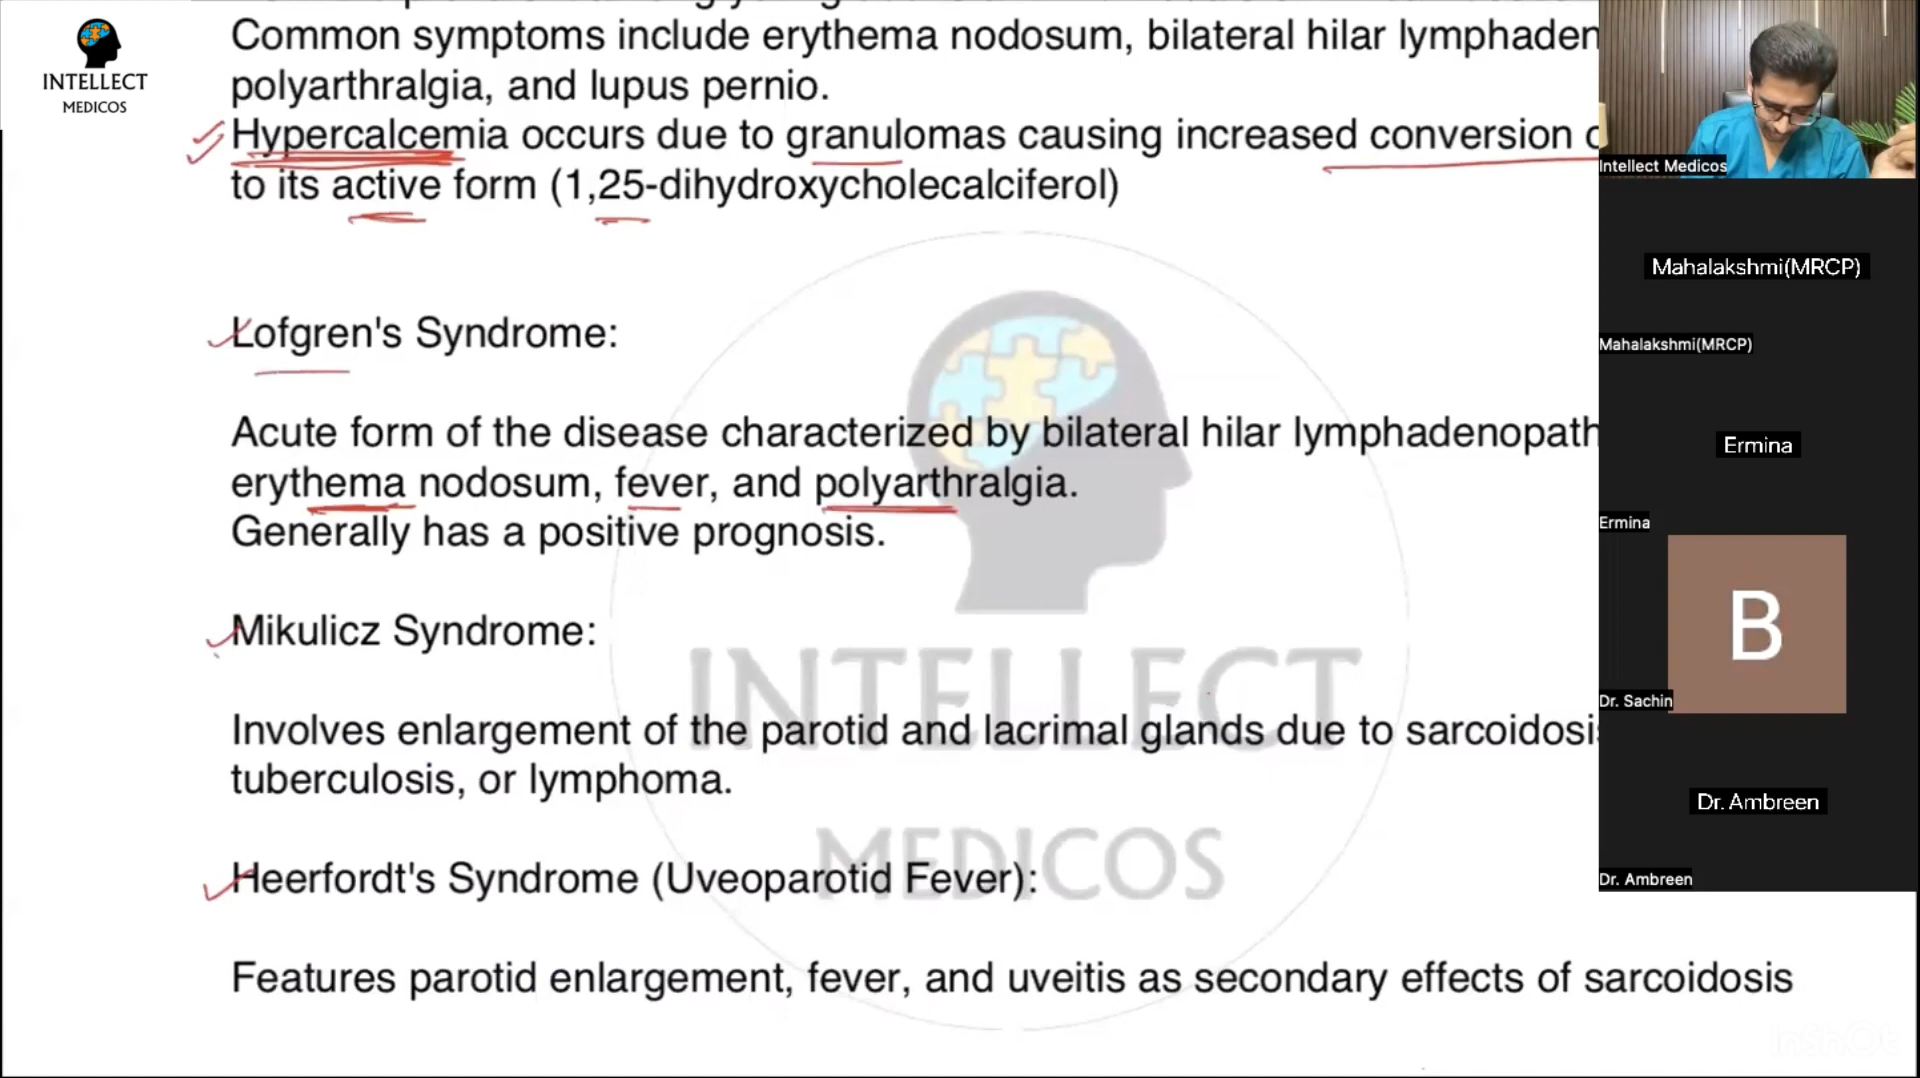 INTELLECT
MEDICOS
Common symptoms include erythema nodosum, bilateral hilar
polyarthralgia, and lupus pernio.
Hypercalcemia occurs due to granulomas causing increased conversion
to its active form (1,25-dihydroxycholecalciferol)
Lofgren's Syndrome:
Acute form of the disease characterized by bilateral hilar
erythema nodosum, fever, and polyarthralgia.
Generally has a positive prognosis.
Mikulicz Syndrome:
Involves enlargement of the parotid and lacrimal glands due to
tuberculosis, or lymphoma.
Heerfordt's Syndrome (Uveoparotid Fever):
Features parotid enlargement, fever, and uveitis as secondary effects of sarcoidosis
INTELLECT
MEDICOS
Intellect Medicos
Mahalakshmi(MRCP)
Mahalakshmi(MRCP)
Ermina
Ermina
B
Dr. Sachin
Dr. Ambreen
Dr. Ambreen